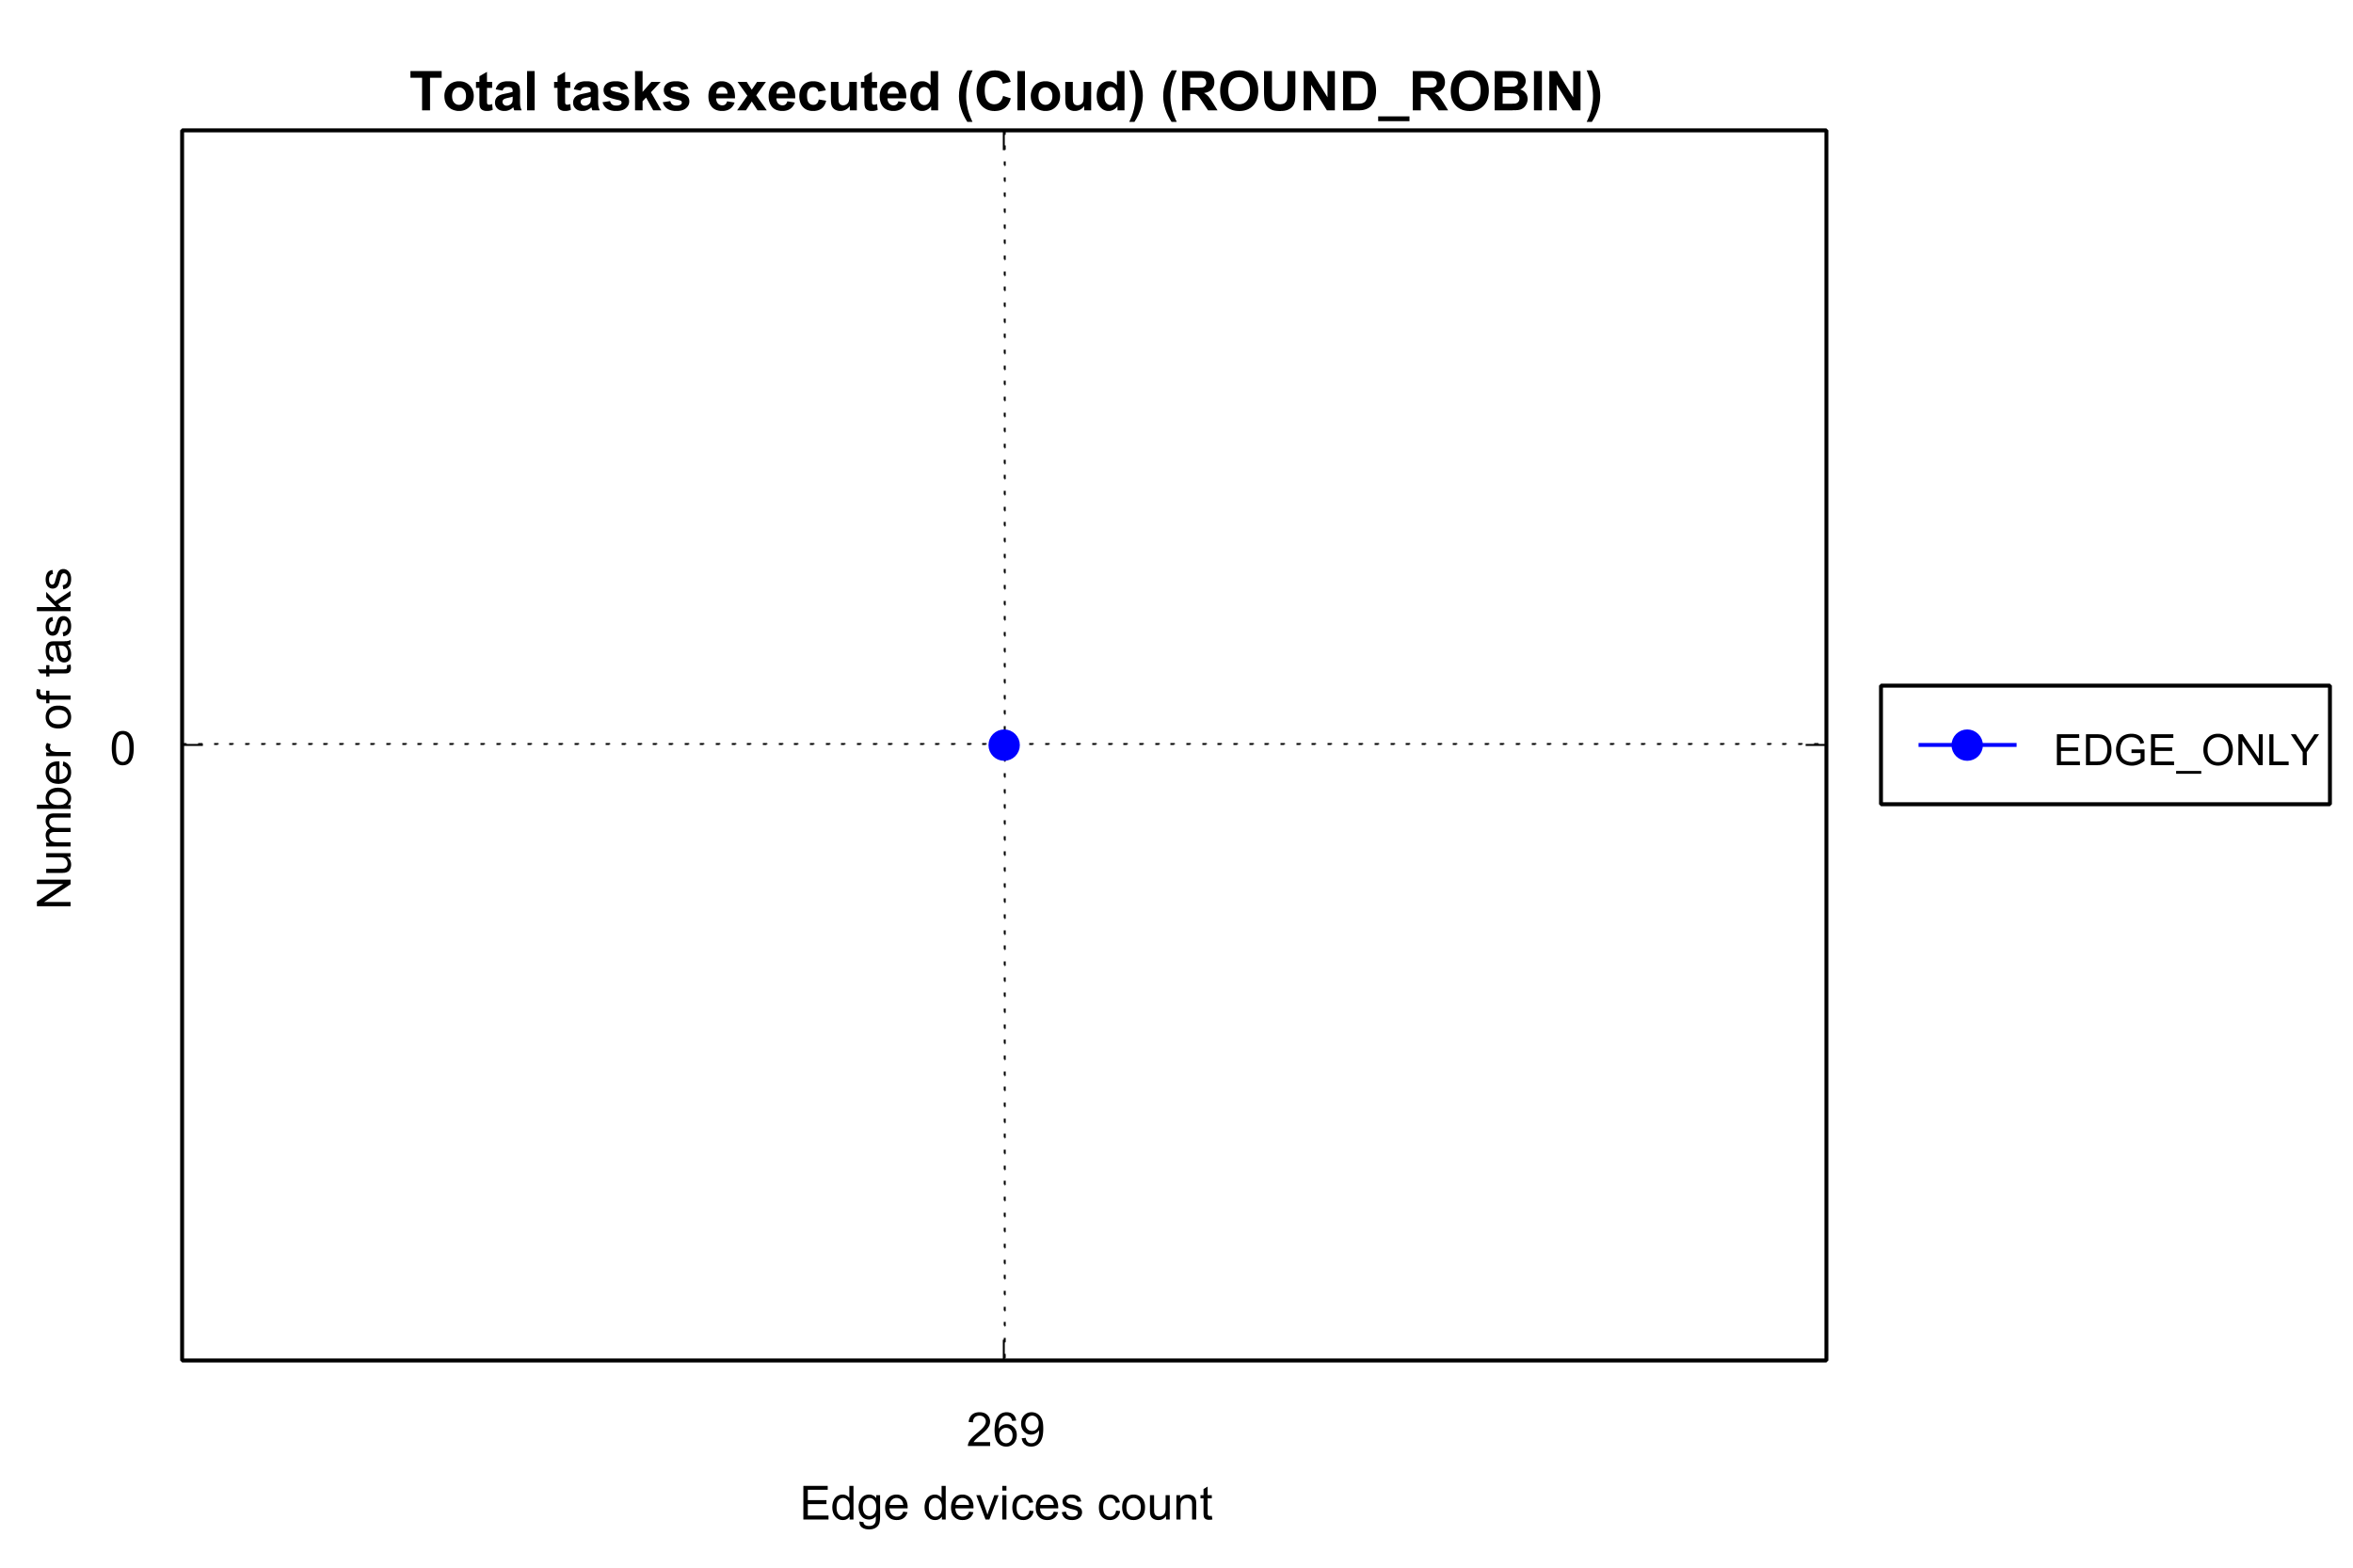 Total tasks executed (Cloud) (ROUND_ROBIN)
Number of tasks
0
EDGE_ONLY
269
Edge devices count